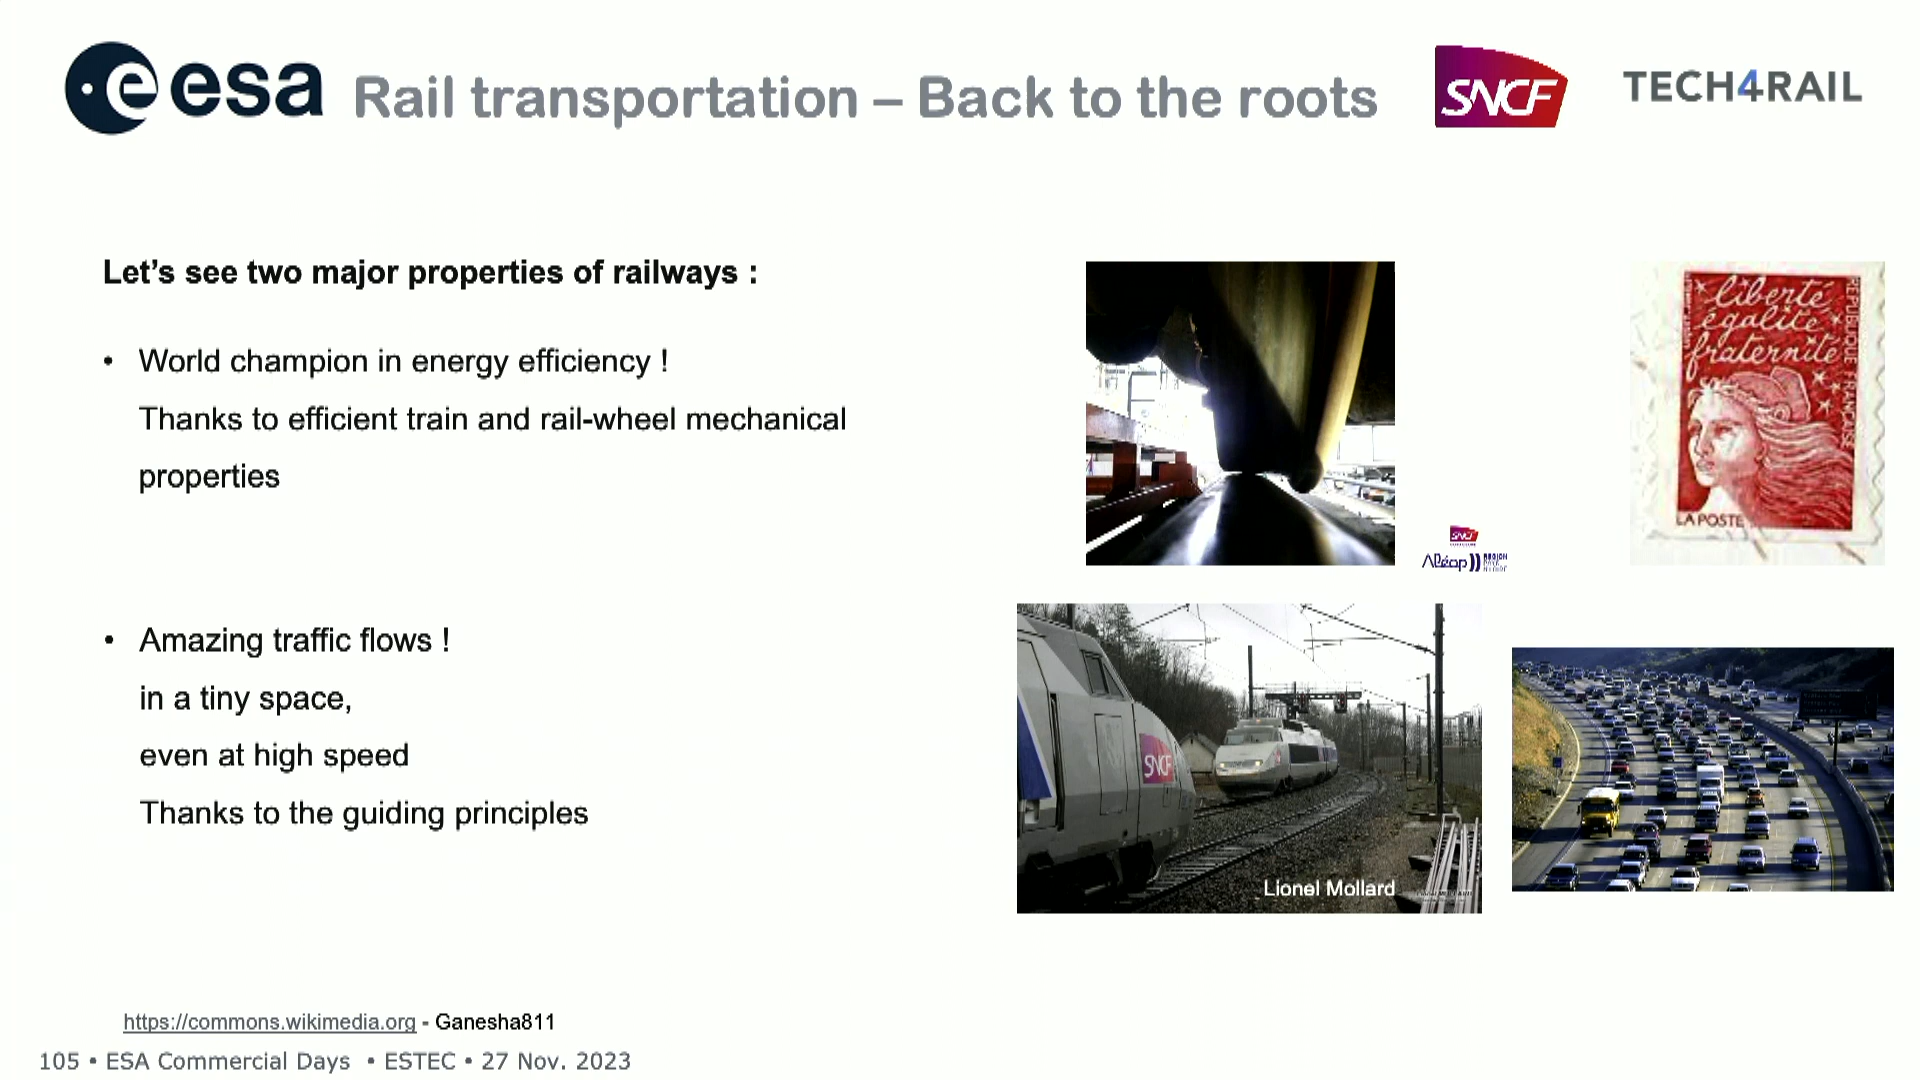 esa
Rail transportation – Back to the roots
SNCF
TECH4RAIL
Let's see two major properties of railways :
• World champion in energy efficiency !
Thanks to efficient train and rail-wheel mechanical
properties
liberté
égalité
fraternité
RÉPUBLIQUE FRANÇAISE
LA POSTE
SNCF
Aléop
RÉGION
• Amazing traffic flows !
in a tiny space,
even at high speed
Thanks to the guiding principles
SNCF
Lionel Mollard
https://commons.wikimedia.org - Ganesha811
105 • ESA Commercial Days • ESTEC • 27 Nov. 2023